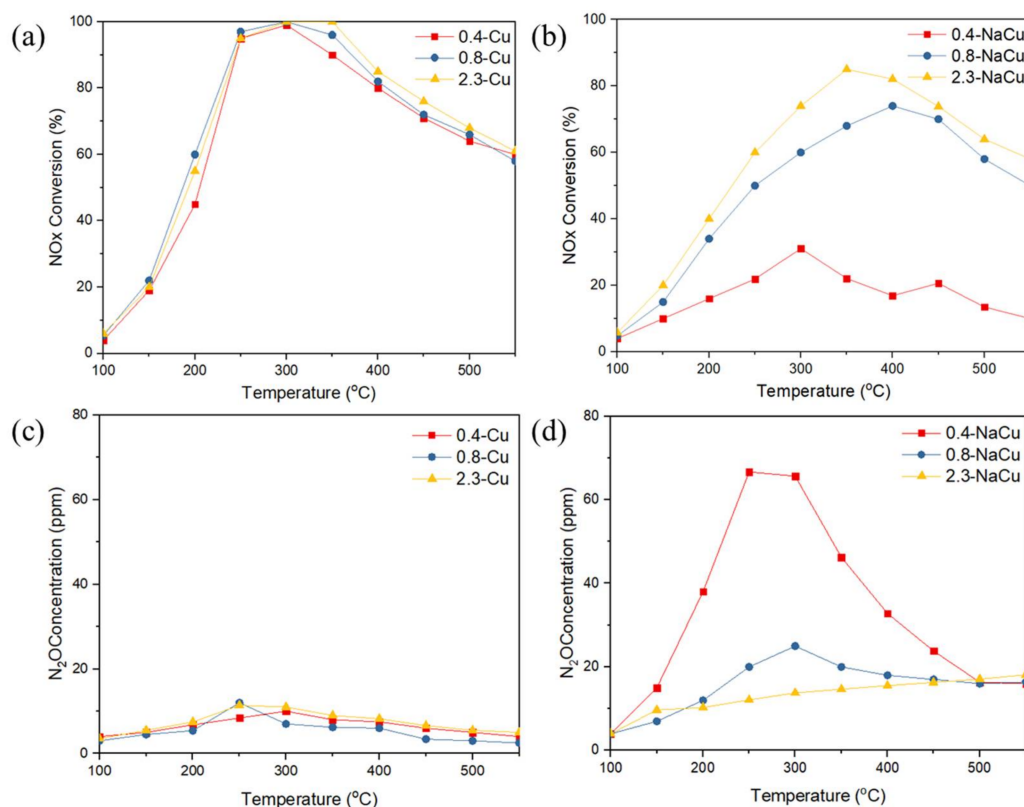 (a)
0.4-Cu
0.8-Cu
2.3-Cu
NOx Conversion (%)
100
80
60
40
20
0
100 200 300 400 500
Temperature (°C)
(b)
0.4-NaCu
0.8-NaCu
2.3-NaCu
NOx Conversion (%)
100
80
60
40
20
0
100 200 300 400 500
Temperature (°C)
(c)
0.4-Cu
0.8-Cu
2.3-Cu
N₂OConcentration (ppm)
80
60
40
20
0
100 200 300 400 500
Temperature (°C)
(d)
0.4-NaCu
0.8-NaCu
2.3-NaCu
N₂OConcentration (ppm)
80
60
40
20
0
100 200 300 400 500
Temperature (°C)